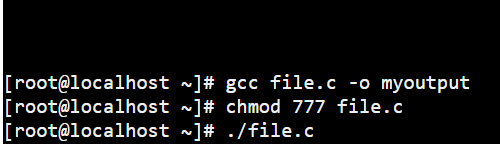 [root@localhost ~]# gcc file.c -o myoutput
[root@localhost ~]# chmod 777 file.c
[root@localhost ~]# ./file.c